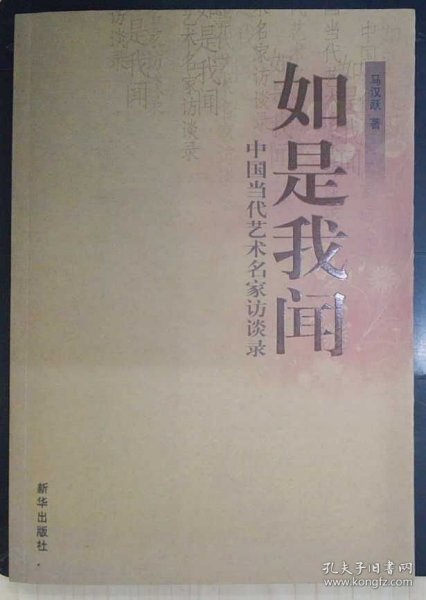 马汉跃 著
如是我闻
中国当代艺术名家访谈录
新华出版社
孔夫子旧书网
www.kongfz.com